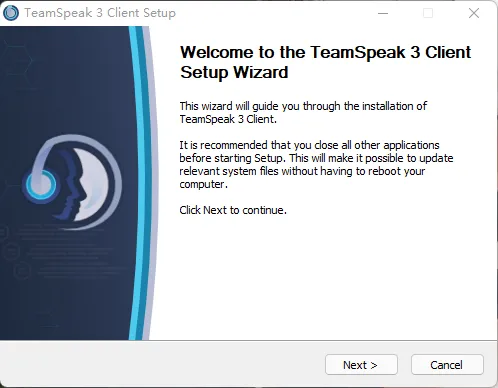 TeamSpeak 3 Client Setup
Welcome to the TeamSpeak 3 Client
Setup Wizard
This wizard will guide you through the installation of
TeamSpeak 3 Client.
It is recommended that you close all other applications
before starting Setup. This will make it possible to update
relevant system files without having to reboot your
computer.
Click Next to continue.
Next >
Cancel